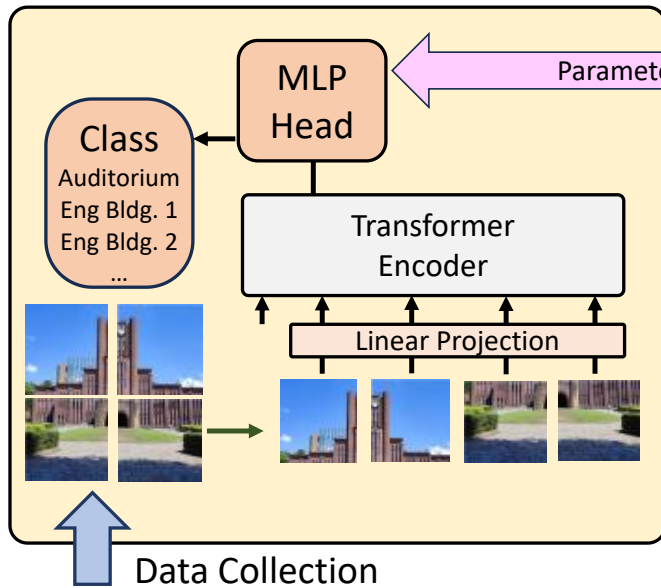 MLP
Head
Class
Auditorium
Eng Bldg. 1
Eng Bldg. 2
...
Transformer
Encoder
Linear Projection
Data Collection